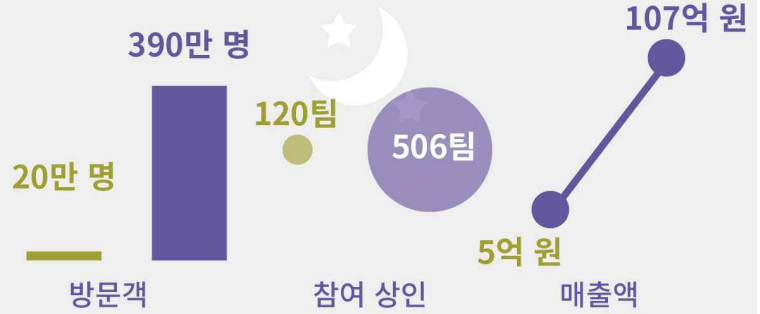 20만 명
390만 명
방문객
120팀
506팀
참여 상인
5억 원
107억 원
매출액